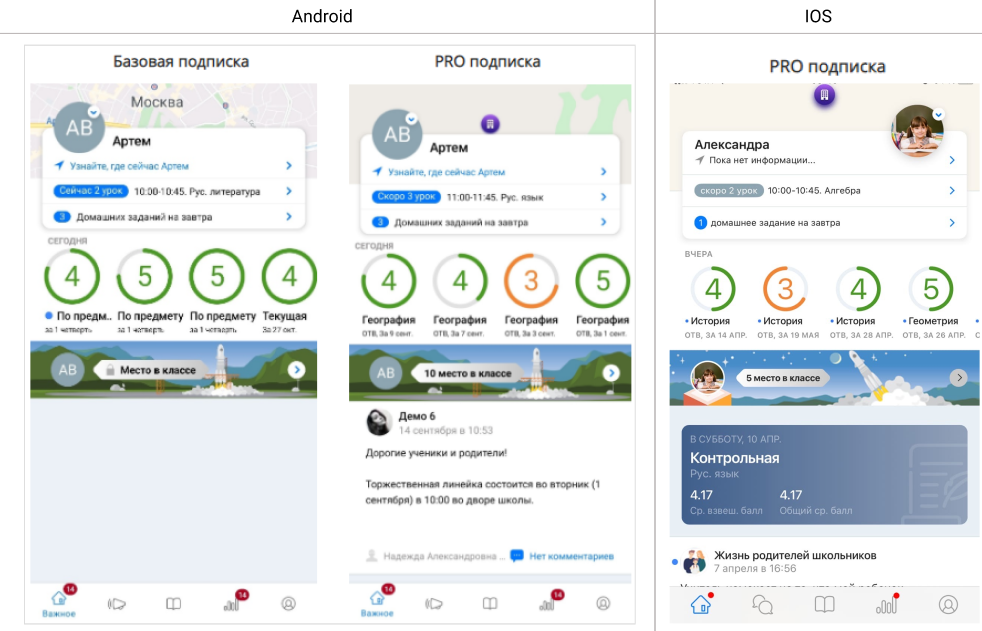 Android
IOS
Базовая подписка
Москва
АВ
Артем
Узнайте, где сейчас Артем
Сейчас 2 урок 10:00-10:45. Рус. литература
3 Домашних заданий на завтра
СЕГОДНЯ
4 5 5 4
По предм.. По предмету По предмету Текущая
за 1 четверть за 1 четверть за 1 четверть За 27 окт.
АВ Место в классе
14 14
Важное
PRO подписка
АВ
Артем
Узнайте, где сейчас Артем
Скоро 3 урок 11:00-11:45. Рус. язык
3 Домашних заданий на завтра
СЕГОДНЯ
4 4 3 5
География География География География
ОТВ, За 9 сент. ОТВ, За 7 сент. ОТВ, За 3 сент. ОТВ, За 1 сент.
АВ 10 место в классе
Демо 6
14 сентября в 10:53
Дорогие ученики и родители!
Торжественная линейка состоится во вторник (1
сентября) в 10:00 во дворе школы.
Надежда Александровна ... Нет комментариев
14 14
Важное
PRO подписка
Александра
Пока нет информации...
скоро 2 урок 10:00-10:45. Алгебра
1 домашнее задание на завтра
ВЧЕРА
4 3 4 5
История История История Геометрия
ОТВ, ЗА 14 АПР. ОТВ, ЗА 19 МАЯ ОТВ, ЗА 28 АПР. ОТВ, ЗА 26 АПР.
5 место в классе
В СУББОТУ, 10 АПР.
Контрольная
Рус. язык
4.17 4.17
Ср. взвеш. балл Общий ср. балл
Жизнь родителей школьников
7 апреля в 16:56